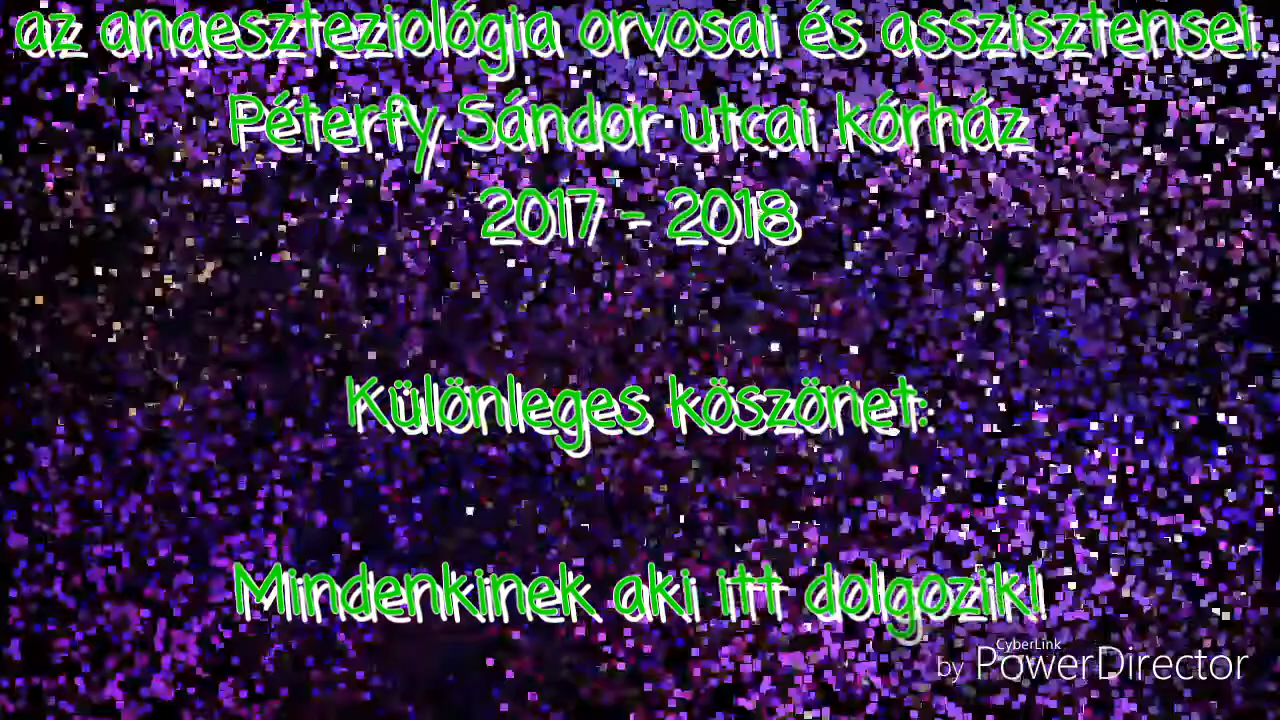 az anaeszteziológia orvosai és asszisztensei.
Péterfy Sándor utcai kórház
2017 - 2018
Különleges köszönet:
Mindenkinek aki itt dolgozik!
CyberLink
by PowerDirector